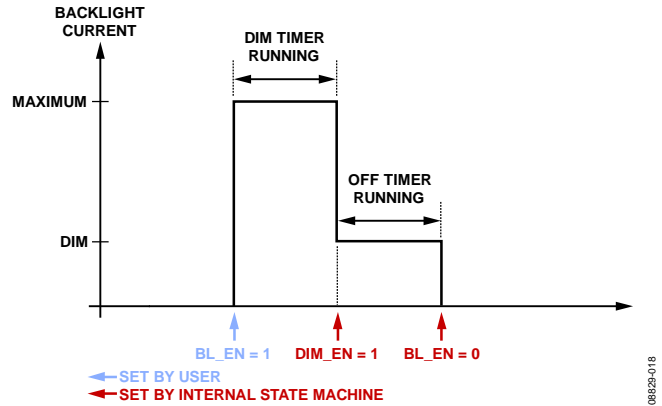 BACKLIGHT
CURRENT
DIM TIMER
RUNNING
MAXIMUM
OFF TIMER
RUNNING
DIM
BL_EN = 1 DIM_EN = 1 BL_EN = 0
SET BY USER
SET BY INTERNAL STATE MACHINE
08829-018